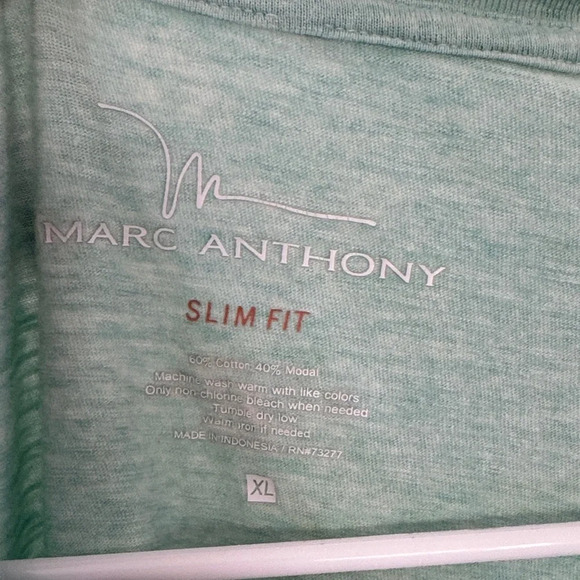 MARC ANTHONY
SLIM FIT
60% Cotton 40% Modal
Machine wash warm with like colors
Only non chlorine bleach when needed
Tumble dry low
Warm iron if needed
MADE IN INDONESIA / RN#73277
XL